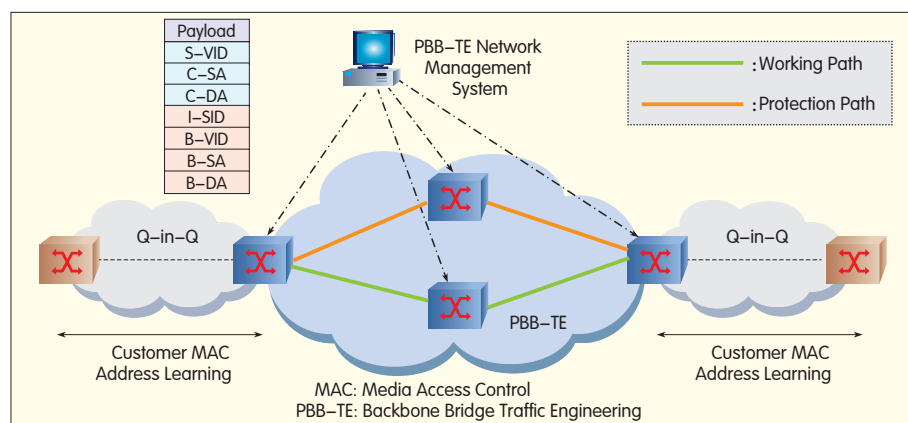 Payload
S-VID
C-SA
C-DA
I-SID
B-VID
B-SA
B-DA
PBB-TE Network
Management
System
:Working Path
:Protection Path
Q-in-Q
Q-in-Q
PBB-TE
Customer MAC
Address Learning
Customer MAC
Address Learning
MAC: Media Access Control
PBB-TE: Backbone Bridge Traffic Engineering